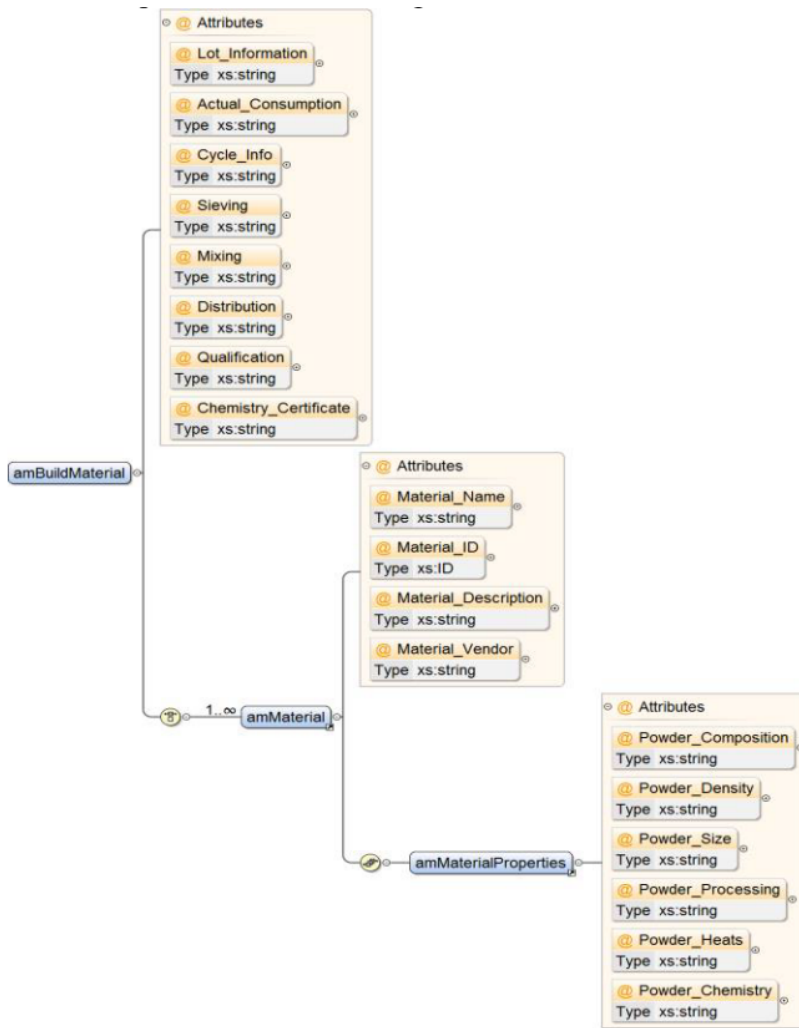 @ Attributes
@ Lot_Information
Type xs:string
@ Actual_Consumption
Type xs:string
@ Cycle_Info
Type xs:string
@ Sieving
Type xs:string
@ Mixing
Type xs:string
@ Distribution
Type xs:string
@ Qualification
Type xs:string
@ Chemistry_Certificate
Type xs:string
amBuildMaterial
@ Attributes
@ Material_Name
Type xs:string
@ Material_ID
Type xs:ID
@ Material_Description
Type xs:string
@ Material_Vendor
Type xs:string
1..∞ amMaterial
@ Attributes
@ Powder_Composition
Type xs:string
@ Powder_Density
Type xs:string
@ Powder_Size
Type xs:string
@ Powder_Processing
Type xs:string
@ Powder_Heats
Type xs:string
@ Powder_Chemistry
Type xs:string
amMaterialProperties